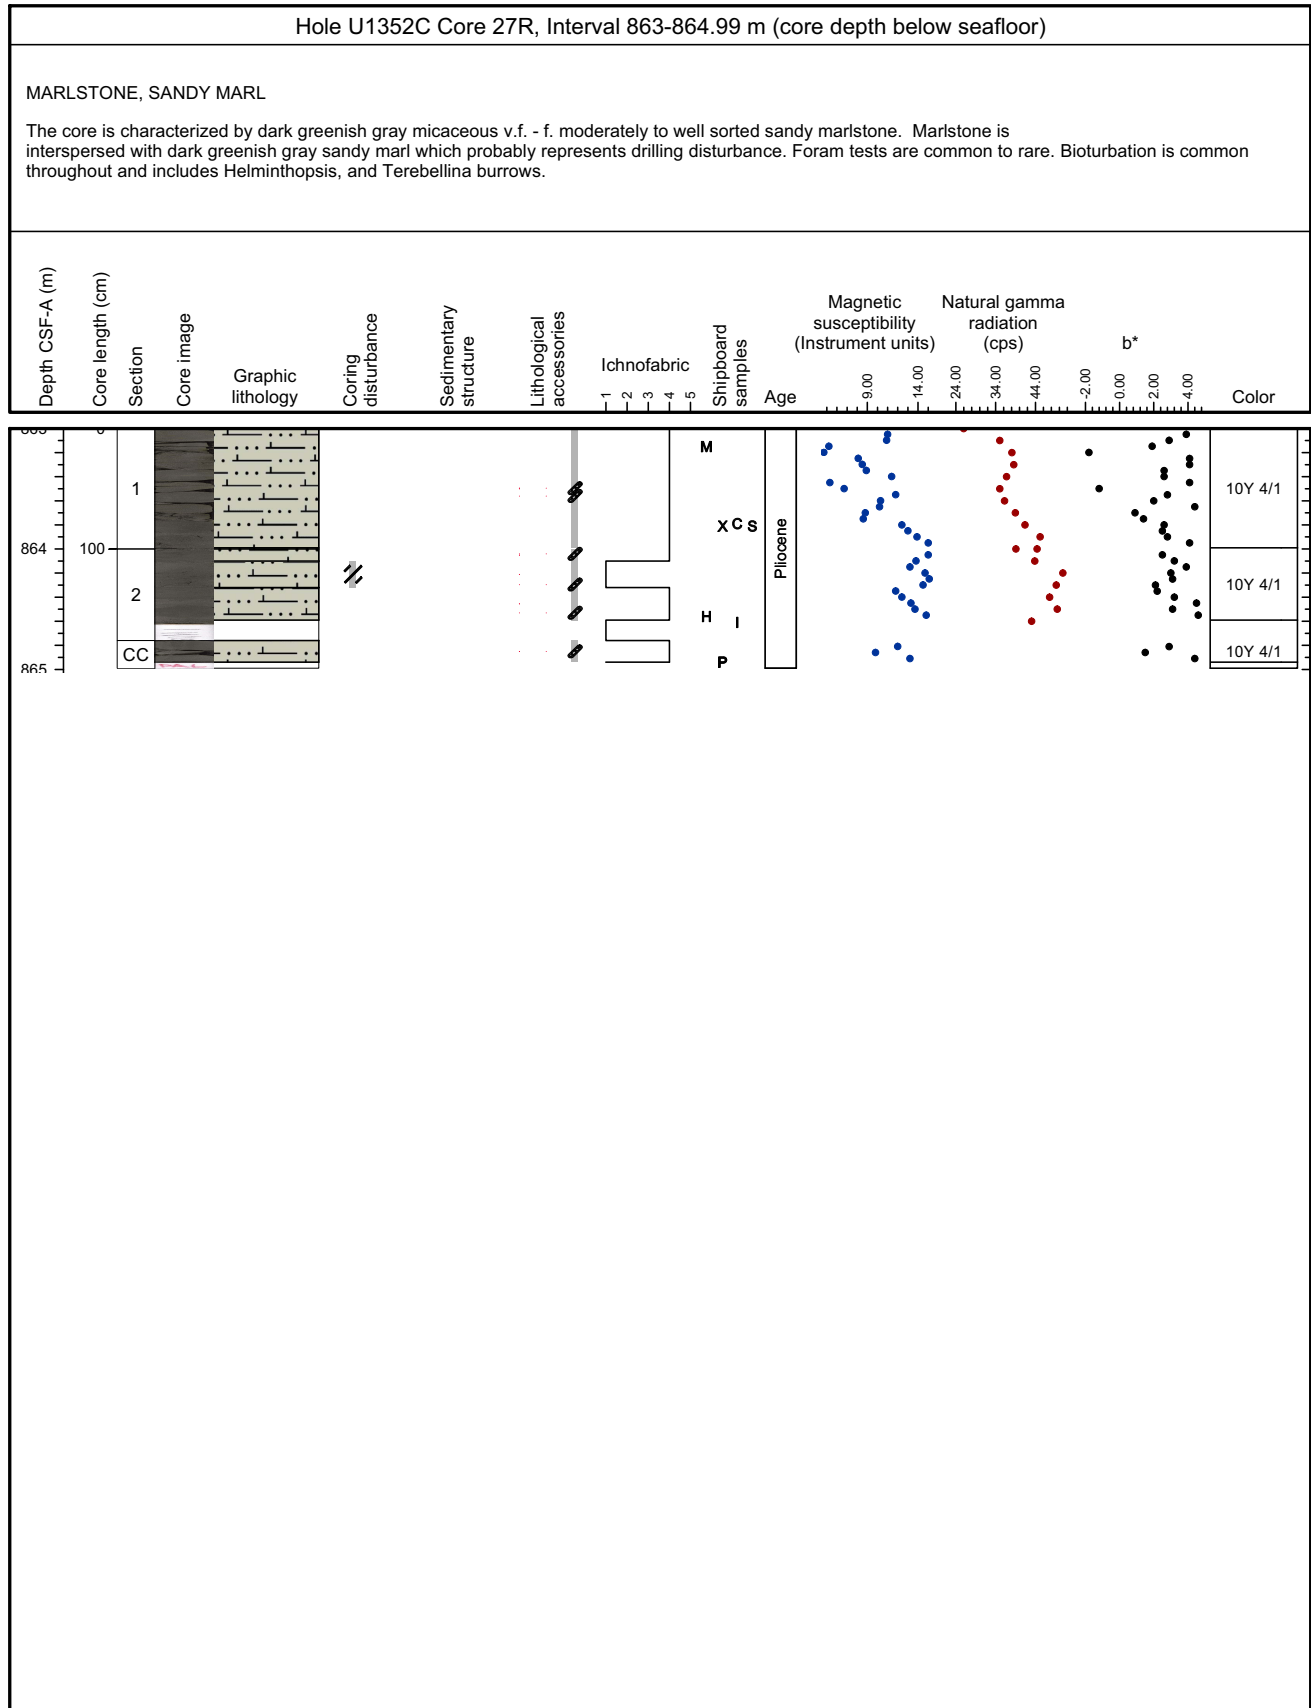 Hole U1352C Core 27R, Interval 863-864.99 m (core depth below seafloor)
MARLSTONE, SANDY MARL
The core is characterized by dark greenish gray micaceous v.f. - f. moderately to well sorted sandy marlstone. Marlstone is
interspersed with dark greenish gray sandy marl which probably represents drilling disturbance. Foram tests are common to rare. Bioturbation is common
throughout and includes Helminthopsis, and Terebellina burrows.
Depth CSF-A (m)
Core length (cm)
Section
Core image
Graphic
lithology
Coring
disturbance
Sedimentary
structure
Lithological
accessories
Ichnofabric
1 2 3 4 5
Shipboard
samples
Age
Magnetic
susceptibility
(Instrument units)
9.00 14.00
Natural gamma
radiation
(cps)
24.00 34.00 44.00
b*
-2.00 0.00 2.00 4.00
Color
863 0
M
1
10Y 4/1
X C S
Pliocene
864 100
2
10Y 4/1
H I
CC
10Y 4/1
P
865